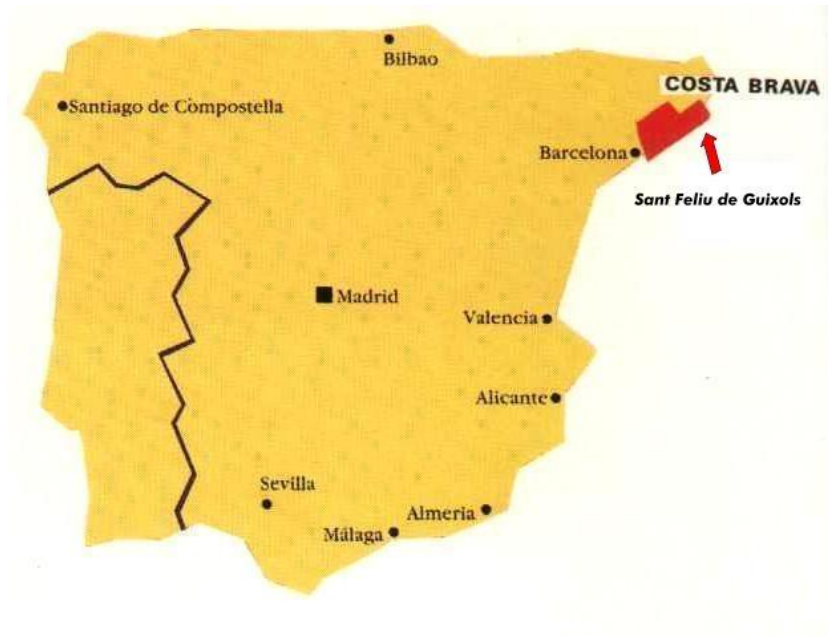 Bilbao
COSTA BRAVA
Santiago de Compostella
Barcelona
Sant Feliu de Guixols
Madrid
Valencia
Alicante
Sevilla
Almeria
Málaga